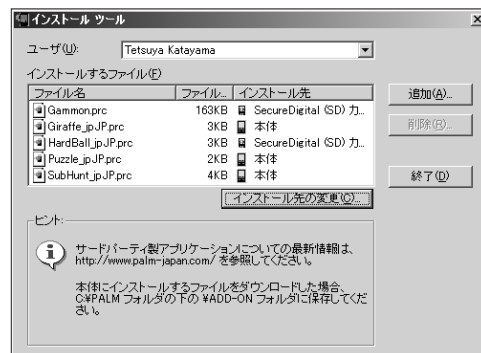 インストール ツール
ユーザ(U): Tetsuya Katayama
インストールするファイル(F)
ファイル名 ファイル... インストール先
Gammon.prc 163KB SecureDigital (SD) カ...
Giraffe_jpJP.prc 3KB 本体
HardBall_jpJP.prc 3KB SecureDigital (SD) カ...
Puzzle_jpJP.prc 2KB 本体
SubHunt_jpJP.prc 4KB 本体
追加(A)...
削除(R)...
終了(D)
インストール先の変更(C)...
ヒント:
サードパーティ製アプリケーションについての最新情報は、
http://www.palm-japan.com/ を参照してください。
本体にインストールするファイルをダウンロードした場合、
C:¥PALM フォルダの下の ¥ADD-ON フォルダに保存してくだ
さい。